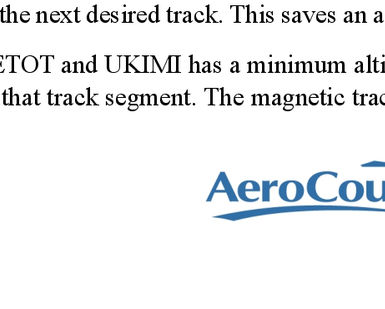 the next desired track. This saves an a
ETOT and UKIMI has a minimum alti
that track segment. The magnetic trac
AeroCou